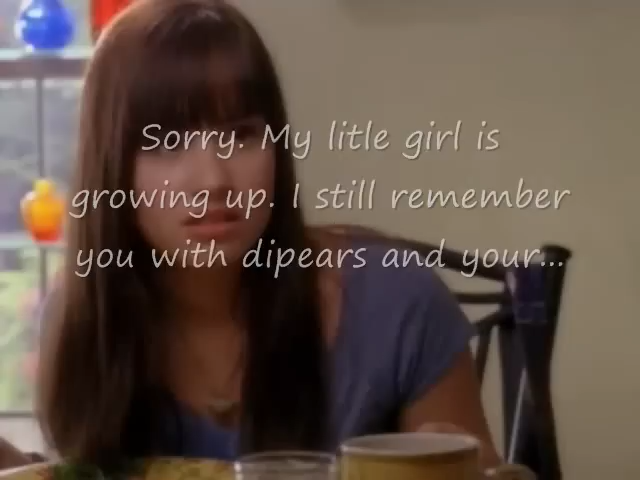 Sorry. My litle girl is
growing up. I still remember
you with dipears and your...